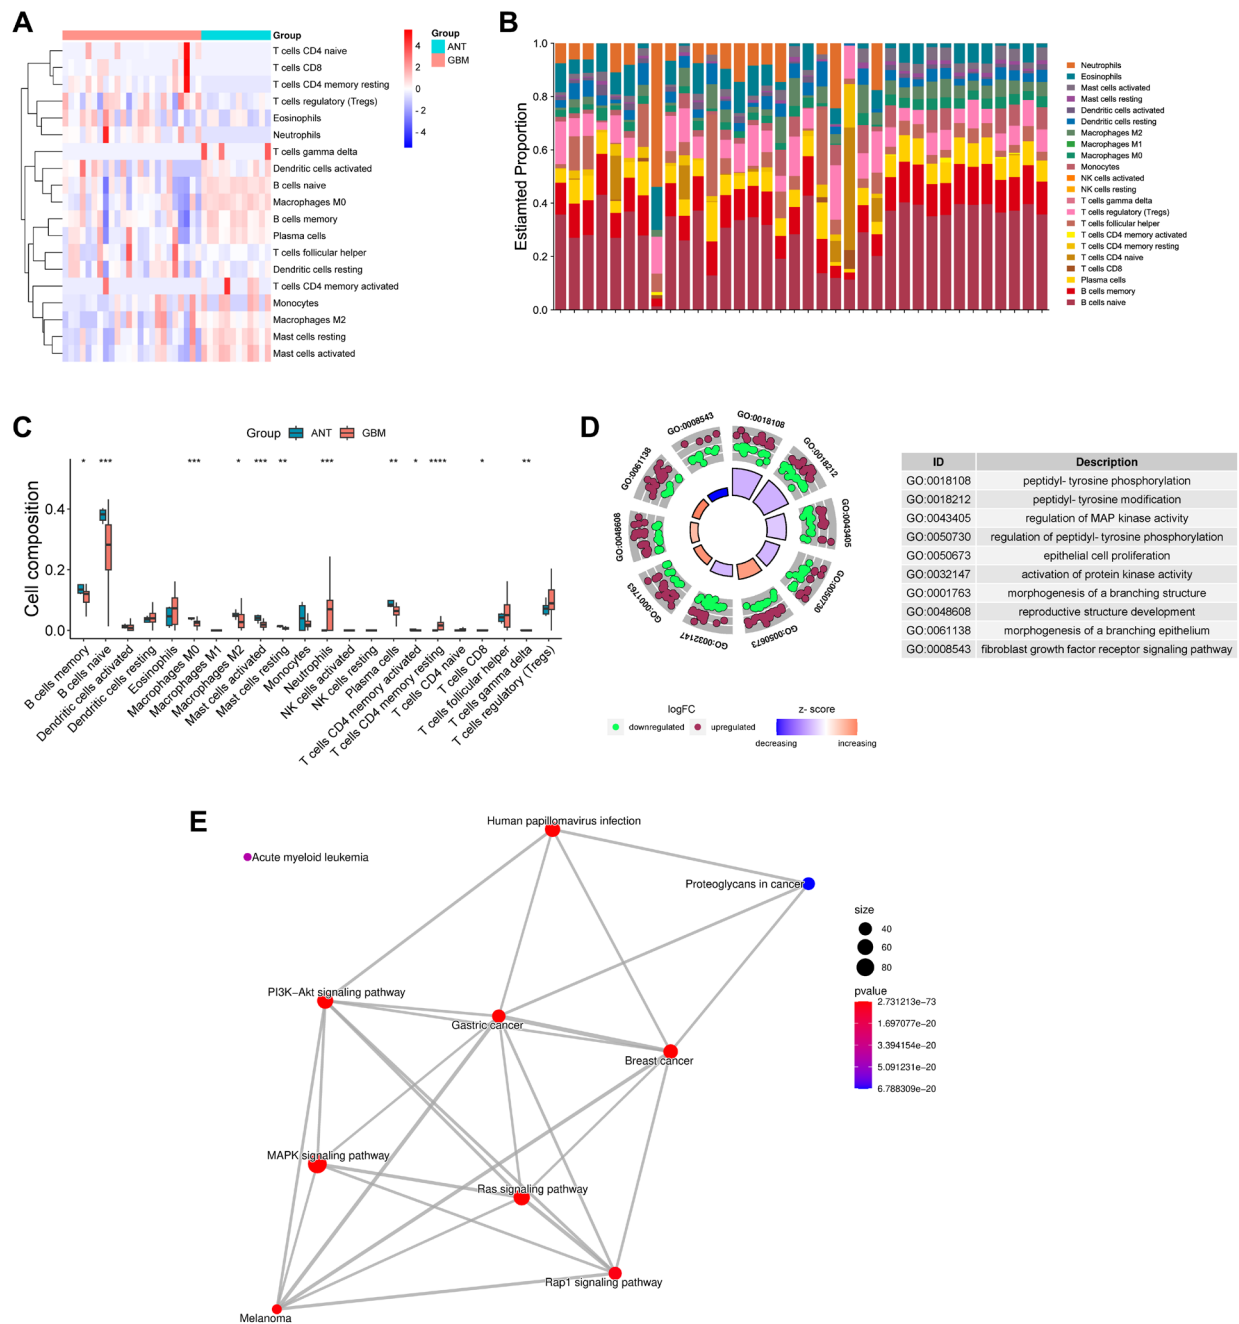 A
Group
T cells CD4 naive
T cells CD8
T cells CD4 memory resting
T cells regulatory (Tregs)
Eosinophils
Neutrophils
T cells gamma delta
Dendritic cells activated
B cells naive
Macrophages M0
B cells memory
Plasma cells
T cells follicular helper
Dendritic cells resting
T cells CD4 memory activated
Monocytes
Macrophages M2
Mast cells resting
Mast cells activated
4
2
0
- 2
- 4
Group
ANT
GBM
B
Estiamted Proportion
1.0
0.8
0.6
0.4
0.2
0.0
Neutrophils
Eosinophils
Mast cells activated
Mast cells resting
Dendritic cells activated
Dendritic cells resting
Macrophages M2
Macrophages M1
Macrophages M0
Monocytes
NK cells activated
NK cells resting
T cells gamma delta
T cells regulatory (Tregs)
T cells follicular helper
T cells CD4 memory activated
T cells CD4 memory resting
T cells CD4 naive
T cells CD8
Plasma cells
B cells memory
B cells naive
C
Group ANT GBM
* *** *** * *** ** *** ** * **** * **
Cell composition
0.4
0.2
0.0
B cells memory
B cells naive
Dendritic cells activated
Dendritic cells resting
Eosinophils
Macrophages M0
Macrophages M1
Macrophages M2
Mast cells activated
Mast cells resting
Monocytes
Neutrophils
NK cells activated
NK cells resting
Plasma cells
T cells CD4 memory activated
T cells CD4 memory resting
T cells CD4 naive
T cells CD8
T cells follicular helper
T cells gamma delta
T cells regulatory (Tregs)
D
GO:0018108
GO:0018212
GO:0043405
GO:0050730
GO:0050673
GO:0032147
GO:0001763
GO:0048608
GO:0061138
GO:0008543
logFC
downregulated upregulated
z- score
decreasing increasing
ID Description
GO:0018108 peptidyl- tyrosine phosphorylation
GO:0018212 peptidyl- tyrosine modification
GO:0043405 regulation of MAP kinase activity
GO:0050730 regulation of peptidyl- tyrosine phosphorylation
GO:0050673 epithelial cell proliferation
GO:0032147 activation of protein kinase activity
GO:0001763 morphogenesis of a branching structure
GO:0048608 reproductive structure development
GO:0061138 morphogenesis of a branching epithelium
GO:0008543 fibroblast growth factor receptor signaling pathway
E
Human papillomavirus infection
Acute myeloid leukemia
Proteoglycans in cancer
PI3K−Akt signaling pathway
Gastric cancer
Breast cancer
MAPK signaling pathway
Ras signaling pathway
Rap1 signaling pathway
Melanoma
size
40
60
80
pvalue
2.731213e−73
1.697077e−20
3.394154e−20
5.091231e−20
6.788309e−20